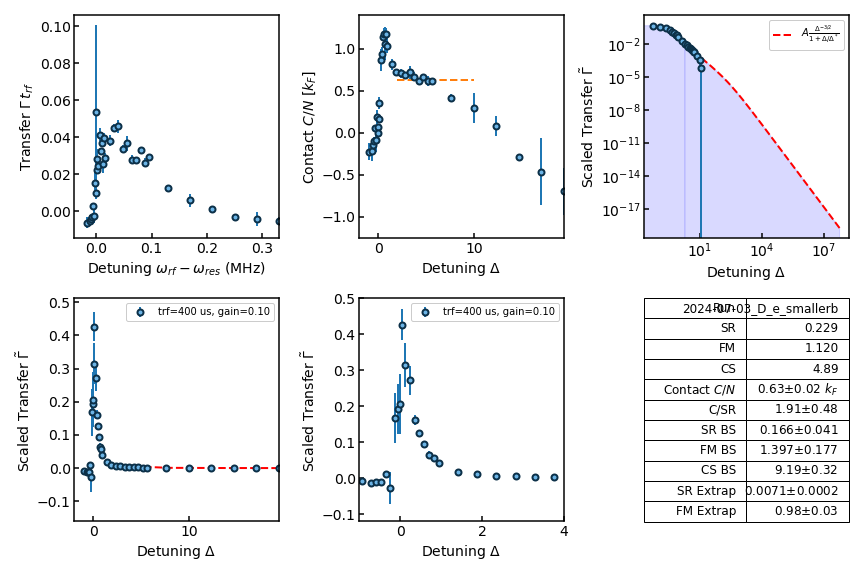 0.10
0.08
0.06
0.04
0.02
0.00
Transfer Γ t_rf
0.0 0.1 0.2 0.3
Detuning ω_rf − ω_res (MHz)
1.0
0.5
0.0
−0.5
−1.0
Contact C/N [k_F]
0 10
Detuning Δ
10^−2
10^−5
10^−8
10^−11
10^−14
10^−17
Scaled Transfer Γ̃
10^1 10^4 10^7
Detuning Δ
0.5
0.4
0.3
0.2
0.1
0.0
−0.1
Scaled Transfer Γ̃
trf=400 us, gain=0.10
0 10
Detuning Δ
0.5
0.4
0.3
0.2
0.1
0.0
−0.1
Scaled Transfer Γ̃
trf=400 us, gain=0.10
0 2 4
Detuning Δ
Run 2024-07-03_D_e_smallerb
SR 0.229
FM 1.120
CS 4.89
Contact C/N 0.63±0.02 k_F
C/SR 1.91±0.48
SR BS 0.166±0.041
FM BS 1.397±0.177
CS BS 9.19±0.32
SR Extrap 0.0071±0.0002
FM Extrap 0.98±0.03